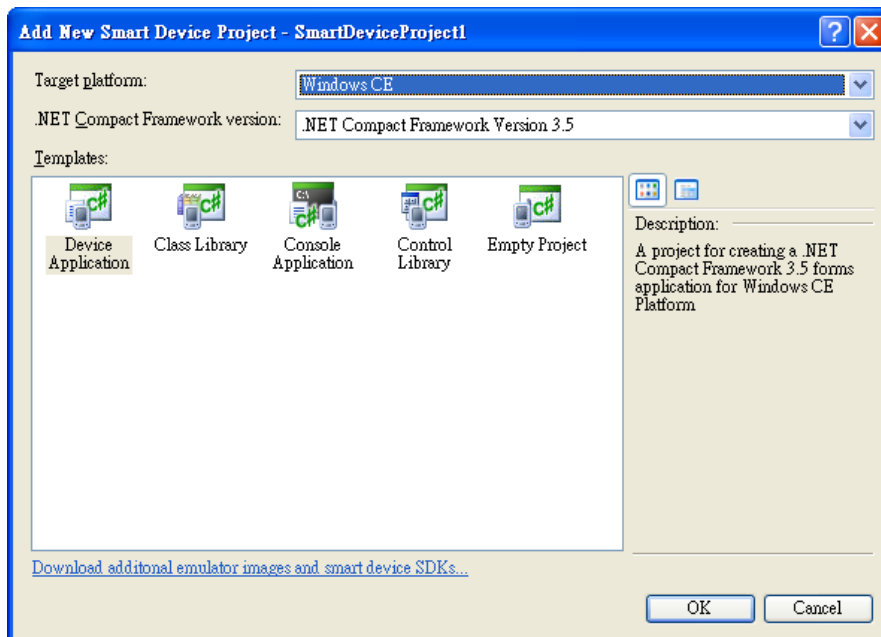 Add New Smart Device Project - SmartDeviceProject1
Target platform:
Windows CE
.NET Compact Framework version:
.NET Compact Framework Version 3.5
Templates:
Device
Application
Class Library
Console
Application
Control
Library
Empty Project
Description:
A project for creating a .NET
Compact Framework 3.5 forms
application for Windows CE
Platform
Download additonal emulator images and smart device SDKs...
OK
Cancel